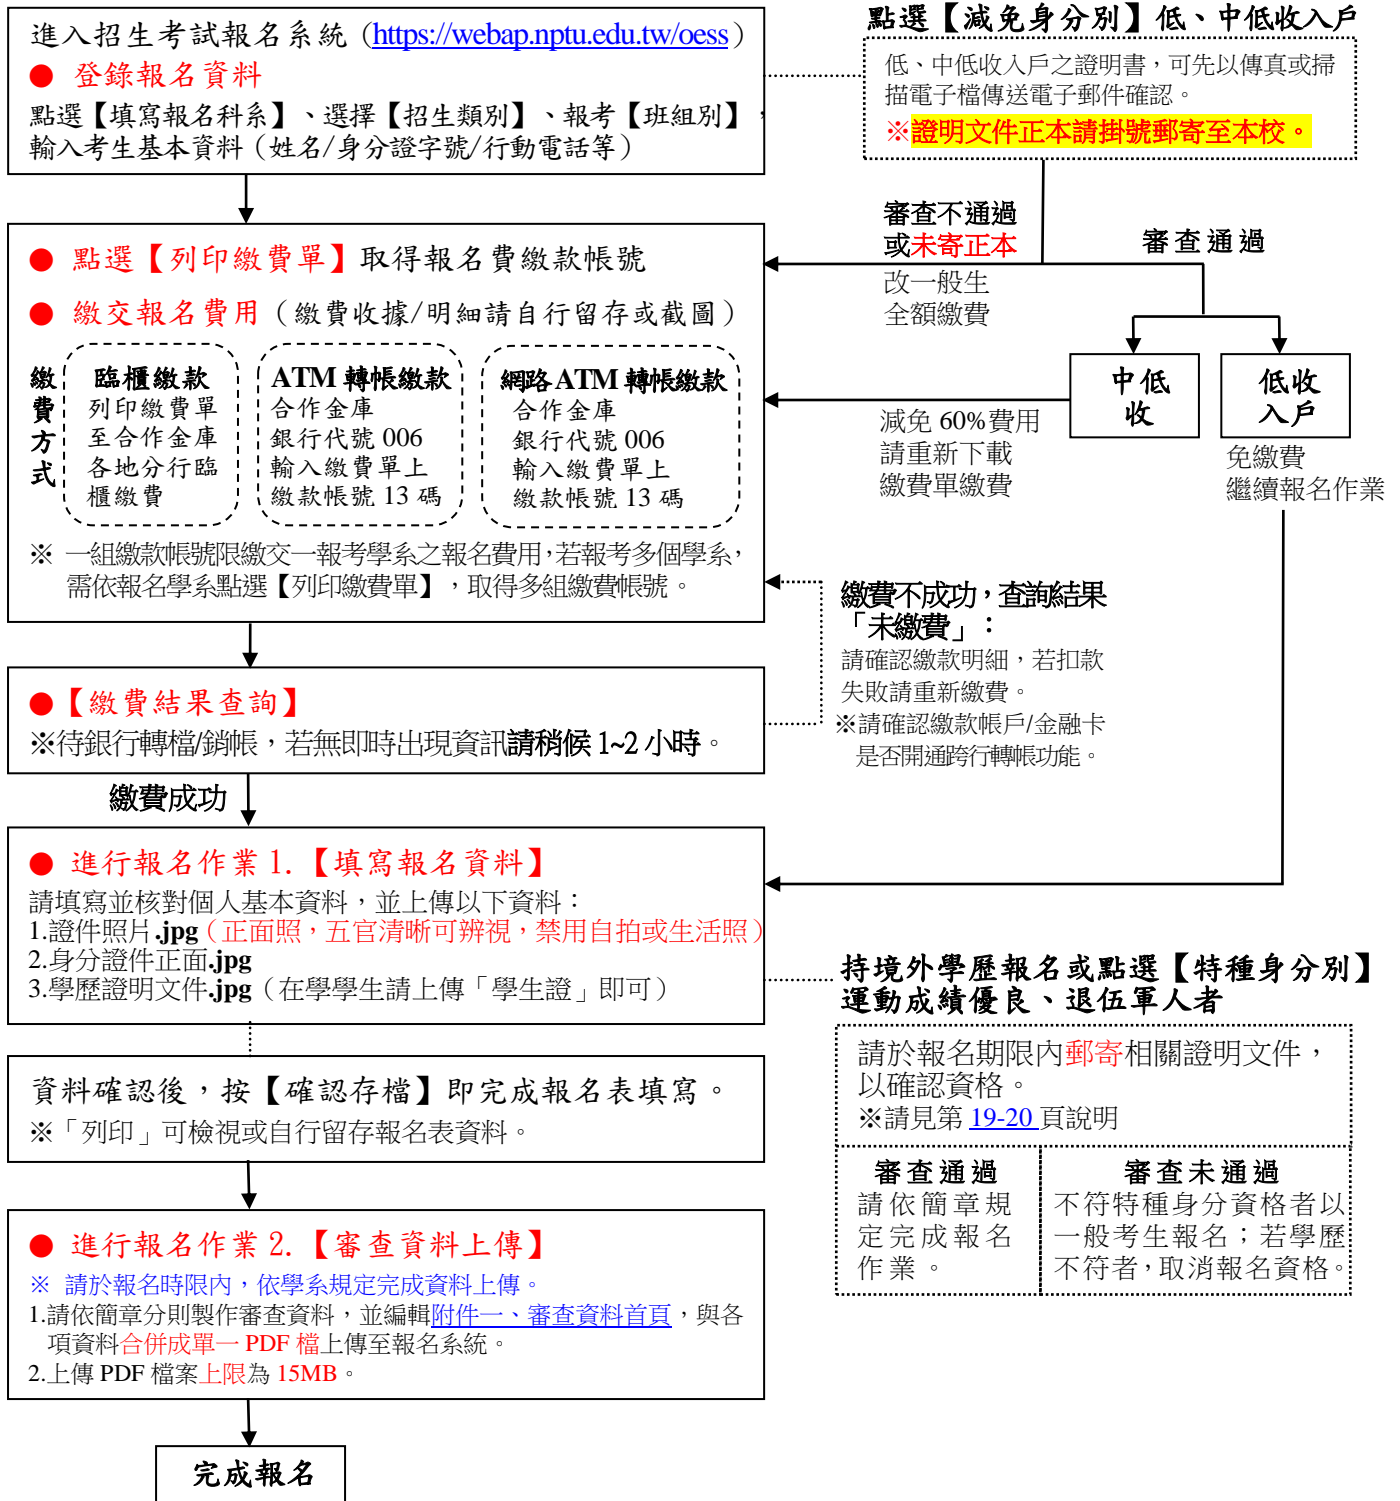 進入招生考試報名系統（https://webap.nptu.edu.tw/oess）
● 登錄報名資料
點選【填寫報名科系】、選擇【招生類別】、報考【班組別】，
輸入考生基本資料（姓名/身分證字號/行動電話等）
點選【減免身分別】低、中低收入戶
低、中低收入戶之證明書，可先以傳真或掃
描電子檔傳送電子郵件確認。
※證明文件正本請掛號郵寄至本校。
審查不通過
或未寄正本
改一般生
全額繳費
審查通過
中低
收
低收
入戶
減免 60%費用
請重新下載
繳費單繳費
免繳費
繼續報名作業
● 點選【列印繳費單】取得報名費繳款帳號
● 繳交報名費用（繳費收據/明細請自行留存或截圖）
繳
費
方
式
臨櫃繳款
列印繳費單
至合作金庫
各地分行臨
櫃繳費
ATM 轉帳繳款
合作金庫
銀行代號 006
輸入繳費單上
繳款帳號 13 碼
網路 ATM 轉帳繳款
合作金庫
銀行代號 006
輸入繳費單上
繳款帳號 13 碼
※ 一組繳款帳號限繳交一報考學系之報名費用，若報考多個學系，
需依報名學系點選【列印繳費單】，取得多組繳費帳號。
繳費不成功，查詢結果
「未繳費」：
請確認繳款明細，若扣款
失敗請重新繳費。
※請確認繳款帳戶/金融卡
是否開通跨行轉帳功能。
●【繳費結果查詢】
※待銀行轉檔/銷帳，若無即時出現資訊請稍候 1~2 小時。
繳費成功
● 進行報名作業 1.【填寫報名資料】
請填寫並核對個人基本資料，並上傳以下資料：
1.證件照片.jpg（正面照，五官清晰可辨視，禁用自拍或生活照）
2.身分證件正面.jpg
3.學歷證明文件.jpg（在學學生請上傳「學生證」即可）
持境外學歷報名或點選【特種身分別】
運動成績優良、退伍軍人者
請於報名期限內郵寄相關證明文件，
以確認資格。
※請見第 19-20 頁說明
審查通過
請依簡章規
定完成報名
作業。
審查未通過
不符特種身分資格者以
一般考生報名；若學歷
不符者，取消報名資格。
資料確認後，按【確認存檔】即完成報名表填寫。
※「列印」可檢視或自行留存報名表資料。
● 進行報名作業 2.【審查資料上傳】
※ 請於報名時限內，依學系規定完成資料上傳。
1.請依簡章分則製作審查資料，並編輯附件一、審查資料首頁，與各
項資料合併成單一 PDF 檔上傳至報名系統。
2.上傳 PDF 檔案上限為 15MB。
完成報名